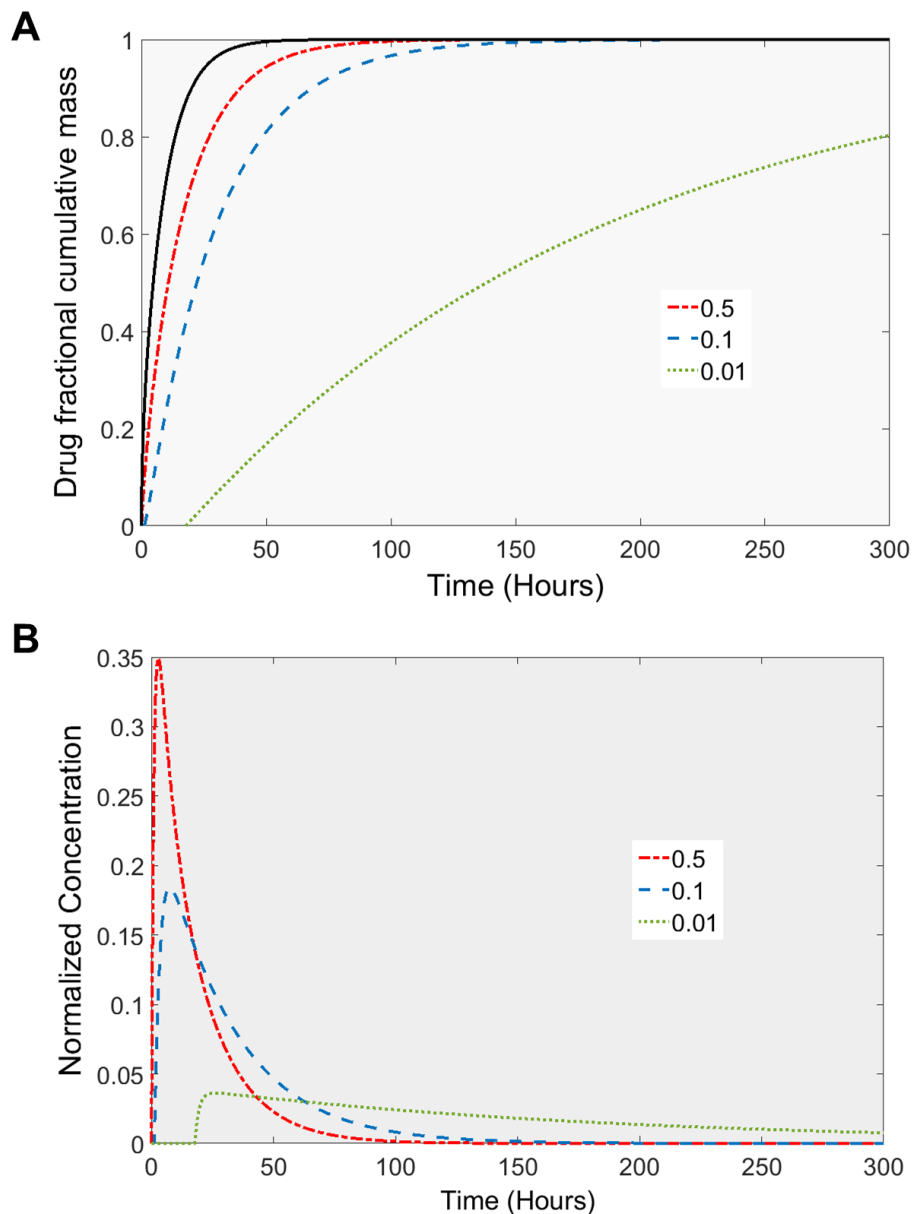 A
Drug fractional cumulative mass
1
0.8
0.6
0.4
0.2
0
0.5
0.1
0.01
0 50 100 150 200 250 300
Time (Hours)
B
Normalized Concentration
0.35
0.3
0.25
0.2
0.15
0.1
0.05
0
0.5
0.1
0.01
0 50 100 150 200 250 300
Time (Hours)